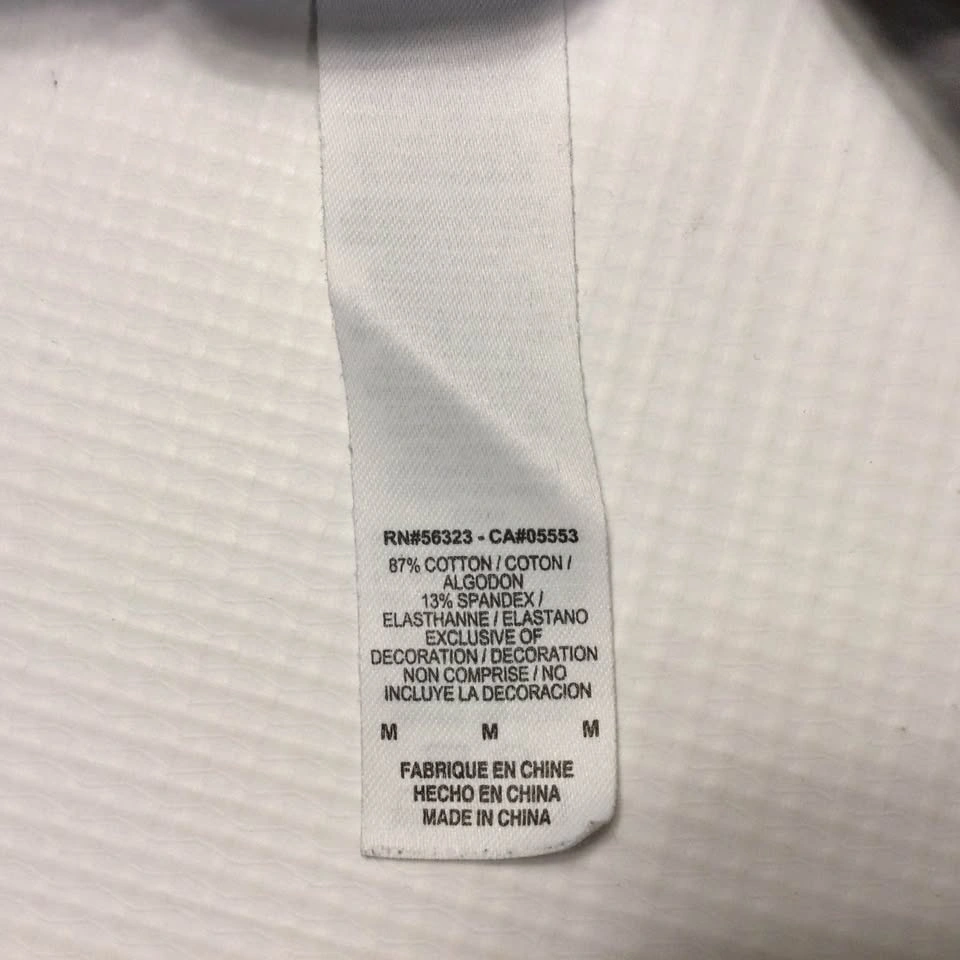 RN#56323 - CA#05553
87% COTTON / COTON /
ALGODON
13% SPANDEX /
ELASTHANNE / ELASTANO
EXCLUSIVE OF
DECORATION / DECORATION
NON COMPRISE / NO
INCLUYE LA DECORACION
M M M
FABRIQUE EN CHINE
HECHO EN CHINA
MADE IN CHINA